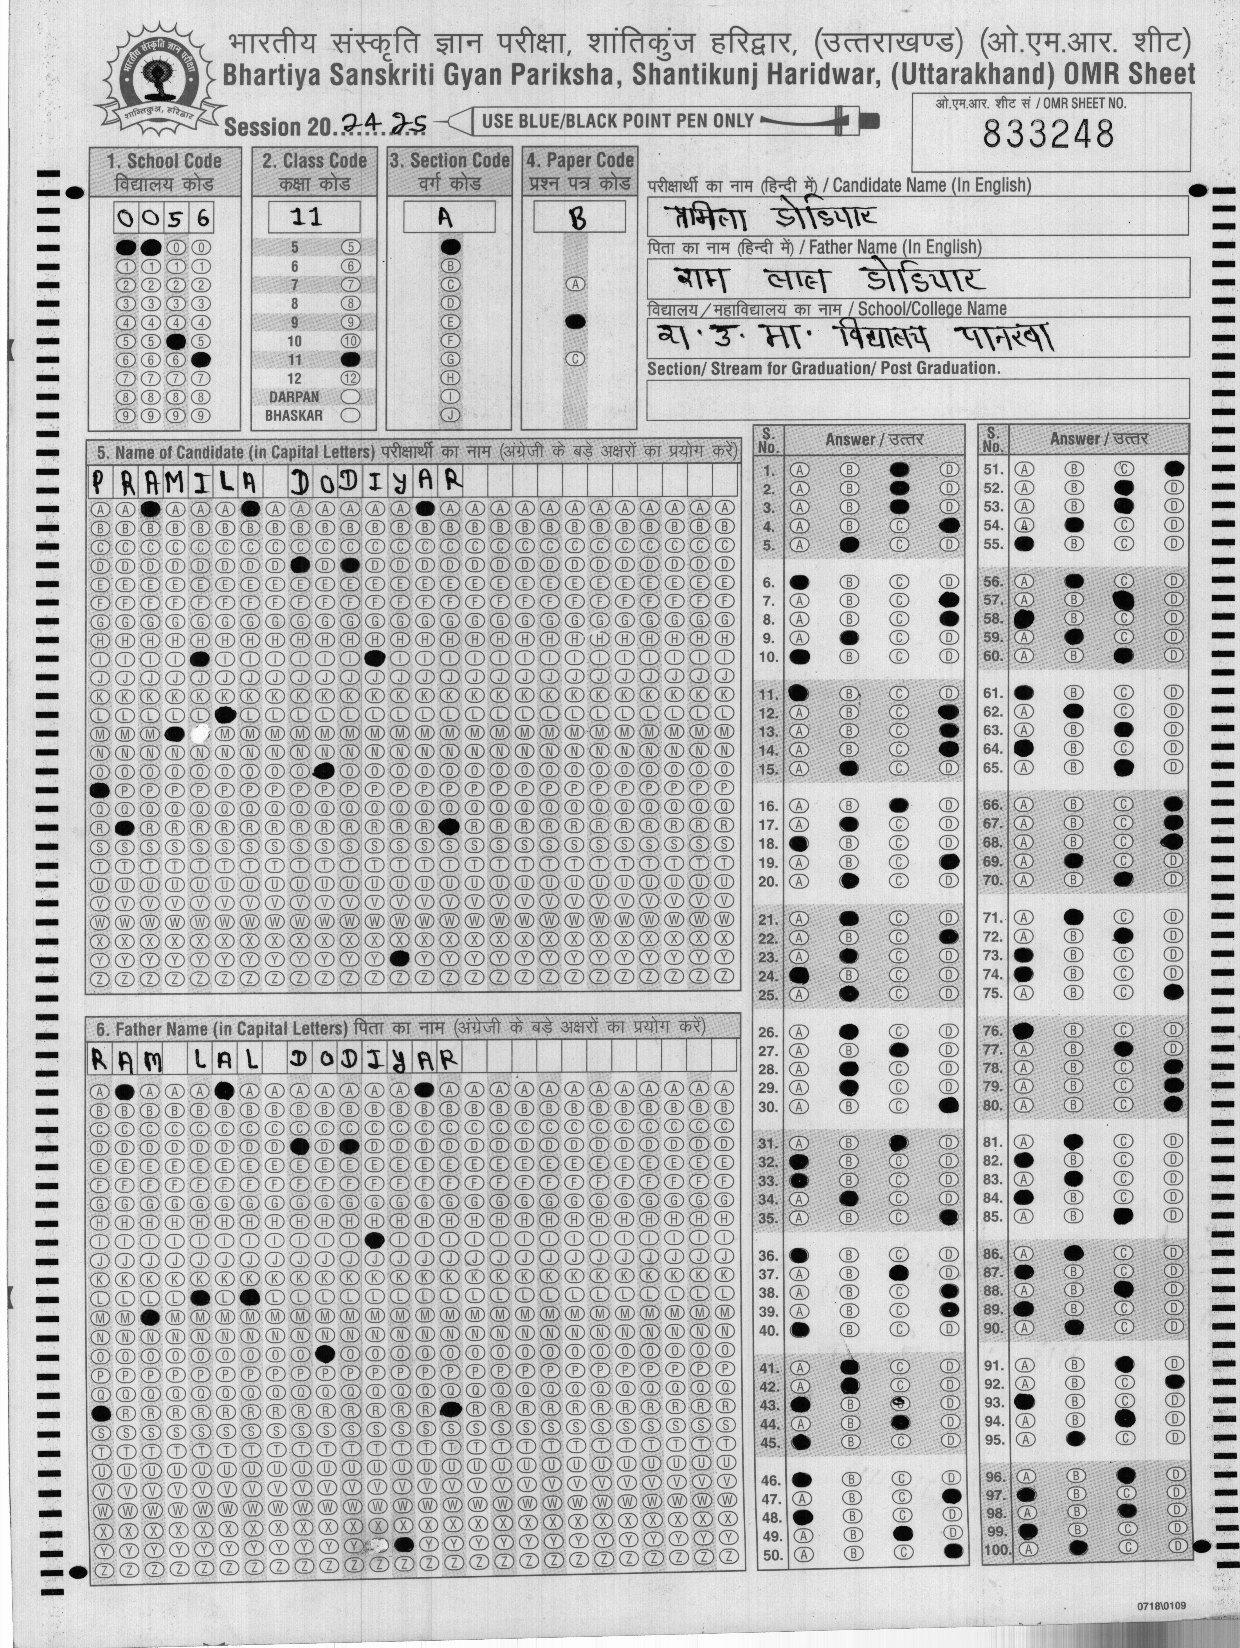 भारतीय संस्कृति ज्ञान परीक्षा, शांतिकुंज हरिद्वार, (उत्तराखण्ड) (ओ.एम.आर. शीट)
Bhartiya Sanskriti Gyan Pariksha, Shantikunj Haridwar, (Uttarakhand) OMR Sheet
Session 20..24 25
USE BLUE/BLACK POINT PEN ONLY
ओ.एम.आर. शीट सं / OMR SHEET NO.
833248
1. School Code
विद्यालय कोड
0056
2. Class Code
कक्षा कोड
11
5
6
7
8
9
10
11
12
DARPAN
BHASKAR
3. Section Code
वर्ग कोड
A
4. Paper Code
प्रश्न पत्र कोड
B
परीक्षार्थी का नाम (हिन्दी में) / Candidate Name (In English)
डोडियार
पिता का नाम (हिन्दी में) / Father Name (In English)
राम लाल डोडियार
विद्यालय / महाविद्यालय का नाम / School/College Name
रा. उ. मा. विद्यालय पानरवा
Section/ Stream for Graduation/ Post Graduation.
5. Name of Candidate (in Capital Letters) परीक्षार्थी का नाम (अंग्रेजी के बड़े अक्षरों का प्रयोग करें)
PRAMILA DODIYAR
6. Father Name (in Capital Letters) पिता का नाम (अंग्रेजी के बड़े अक्षरों का प्रयोग करें)
RAM LAL DODIYAR
S. No. Answer / उत्तर
S. No. Answer / उत्तर
0718\0109